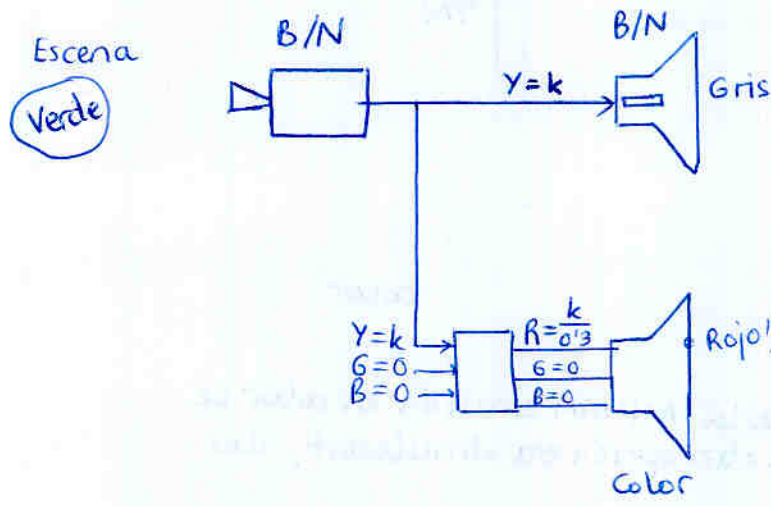 Escena
Verde
B/N
Y=k
B/N
Gris
Y=k
G=0
B=0
R=k/0'3
G=0
B=0
Rojo!
Color